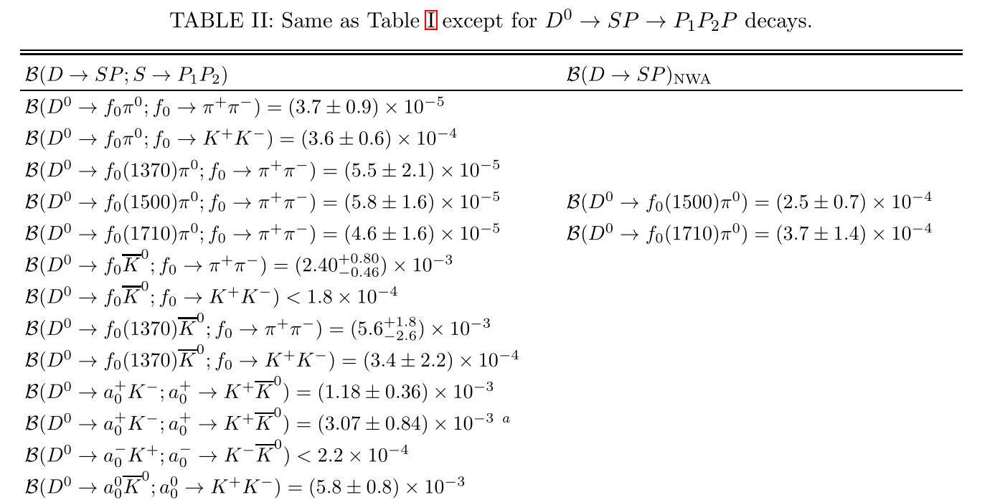 TABLE II: Same as Table I except for $D^0 \to SP \to P_1P_2P$ decays.
$\mathcal{B}(D \to SP; S \to P_1P_2)$ $\mathcal{B}(D \to SP)_{\text{NWA}}$
$\mathcal{B}(D^0 \to f_0\pi^0; f_0 \to \pi^+\pi^-) = (3.7 \pm 0.9) \times 10^{-5}$
$\mathcal{B}(D^0 \to f_0\pi^0; f_0 \to K^+K^-) = (3.6 \pm 0.6) \times 10^{-4}$
$\mathcal{B}(D^0 \to f_0(1370)\pi^0; f_0 \to \pi^+\pi^-) = (5.5 \pm 2.1) \times 10^{-5}$
$\mathcal{B}(D^0 \to f_0(1500)\pi^0; f_0 \to \pi^+\pi^-) = (5.8 \pm 1.6) \times 10^{-5}$ $\mathcal{B}(D^0 \to f_0(1500)\pi^0) = (2.5 \pm 0.7) \times 10^{-4}$
$\mathcal{B}(D^0 \to f_0(1710)\pi^0; f_0 \to \pi^+\pi^-) = (4.6 \pm 1.6) \times 10^{-5}$ $\mathcal{B}(D^0 \to f_0(1710)\pi^0) = (3.7 \pm 1.4) \times 10^{-4}$
$\mathcal{B}(D^0 \to f_0\overline{K}^0; f_0 \to \pi^+\pi^-) = (2.40^{+0.80}_{-0.46}) \times 10^{-3}$
$\mathcal{B}(D^0 \to f_0\overline{K}^0; f_0 \to K^+K^-) < 1.8 \times 10^{-4}$
$\mathcal{B}(D^0 \to f_0(1370)\overline{K}^0; f_0 \to \pi^+\pi^-) = (5.6^{+1.8}_{-2.6}) \times 10^{-3}$
$\mathcal{B}(D^0 \to f_0(1370)\overline{K}^0; f_0 \to K^+K^-) = (3.4 \pm 2.2) \times 10^{-4}$
$\mathcal{B}(D^0 \to a_0^+K^-; a_0^+ \to K^+\overline{K}^0) = (1.18 \pm 0.36) \times 10^{-3}$
$\mathcal{B}(D^0 \to a_0^+K^-; a_0^+ \to K^+\overline{K}^0) = (3.07 \pm 0.84) \times 10^{-3}$ $^a$
$\mathcal{B}(D^0 \to a_0^-K^+; a_0^- \to K^-\overline{K}^0) < 2.2 \times 10^{-4}$
$\mathcal{B}(D^0 \to a_0^0\overline{K}^0; a_0^0 \to K^+K^-) = (5.8 \pm 0.8) \times 10^{-3}$